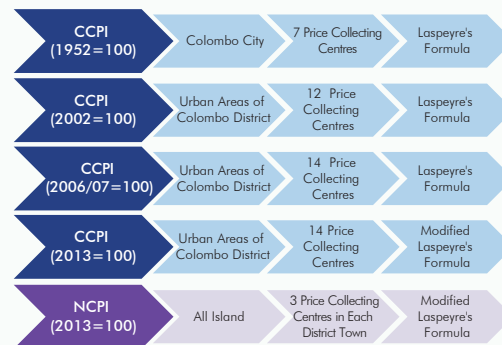 CCPI
(1952=100)
Colombo City
7 Price Collecting
Centres
Laspeyre's
Formula
CCPI
(2002=100)
Urban Areas of
Colombo District
12 Price
Collecting
Centres
Laspeyre's
Formula
CCPI
(2006/07=100)
Urban Areas of
Colombo District
14 Price
Collecting
Centres
Laspeyre's
Formula
CCPI
(2013=100)
Urban Areas of
Colombo District
14 Price
Collecting
Centres
Modified
Laspeyre's
Formula
NCPI
(2013=100)
All Island
3 Price Collecting
Centres in Each
District Town
Modified
Laspeyre's
Formula